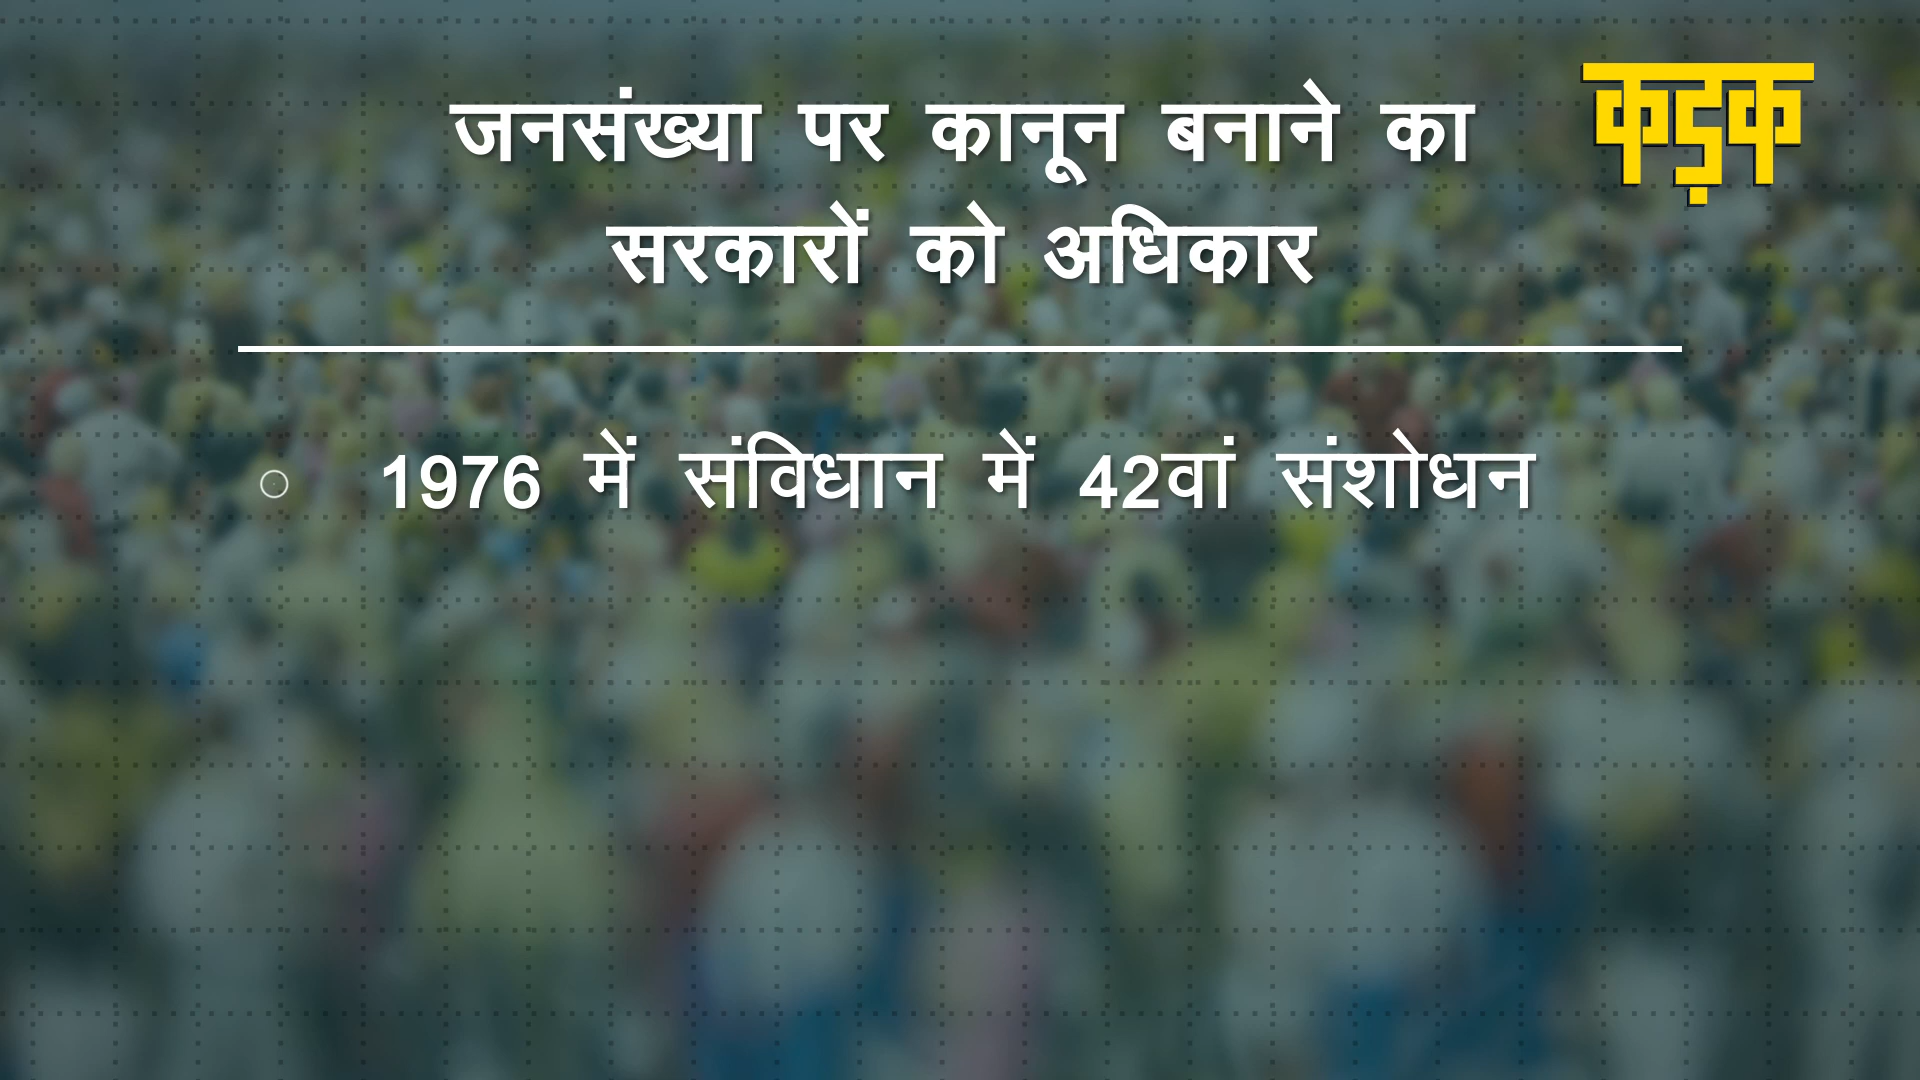 कड़क
जनसंख्या पर कानून बनाने का
सरकारों को अधिकार
1976 में संविधान में 42वां संशोधन